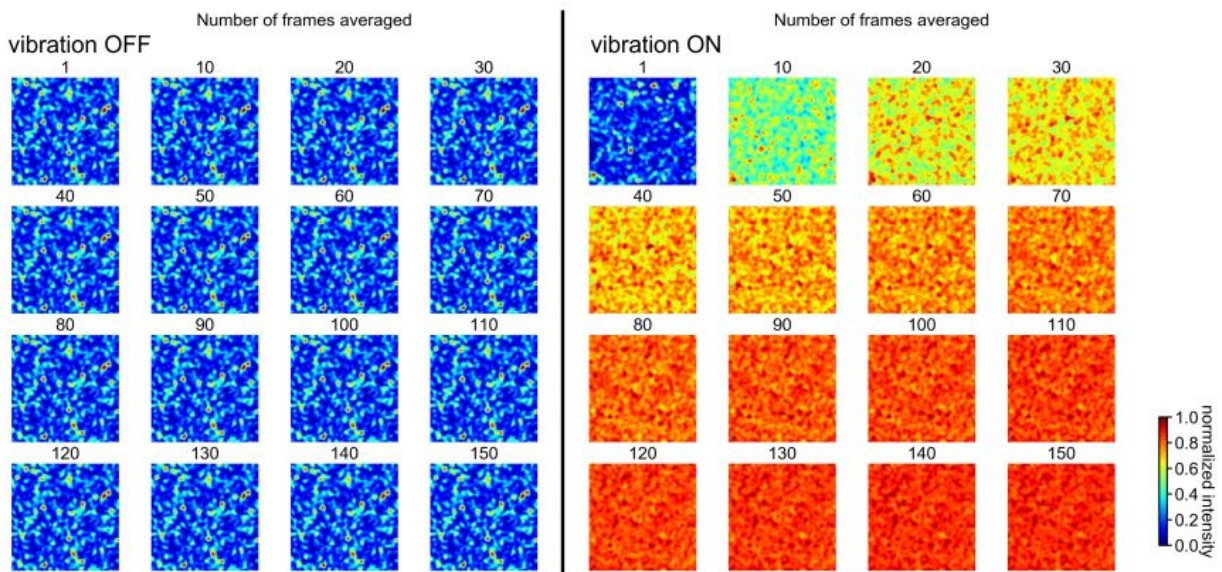 Number of frames averaged
vibration OFF
1 10 20 30
40 50 60 70
80 90 100 110
120 130 140 150
Number of frames averaged
vibration ON
1 10 20 30
40 50 60 70
80 90 100 110
120 130 140 150
1.0
0.8
0.6
0.4
0.2
0.0
normalized intensity